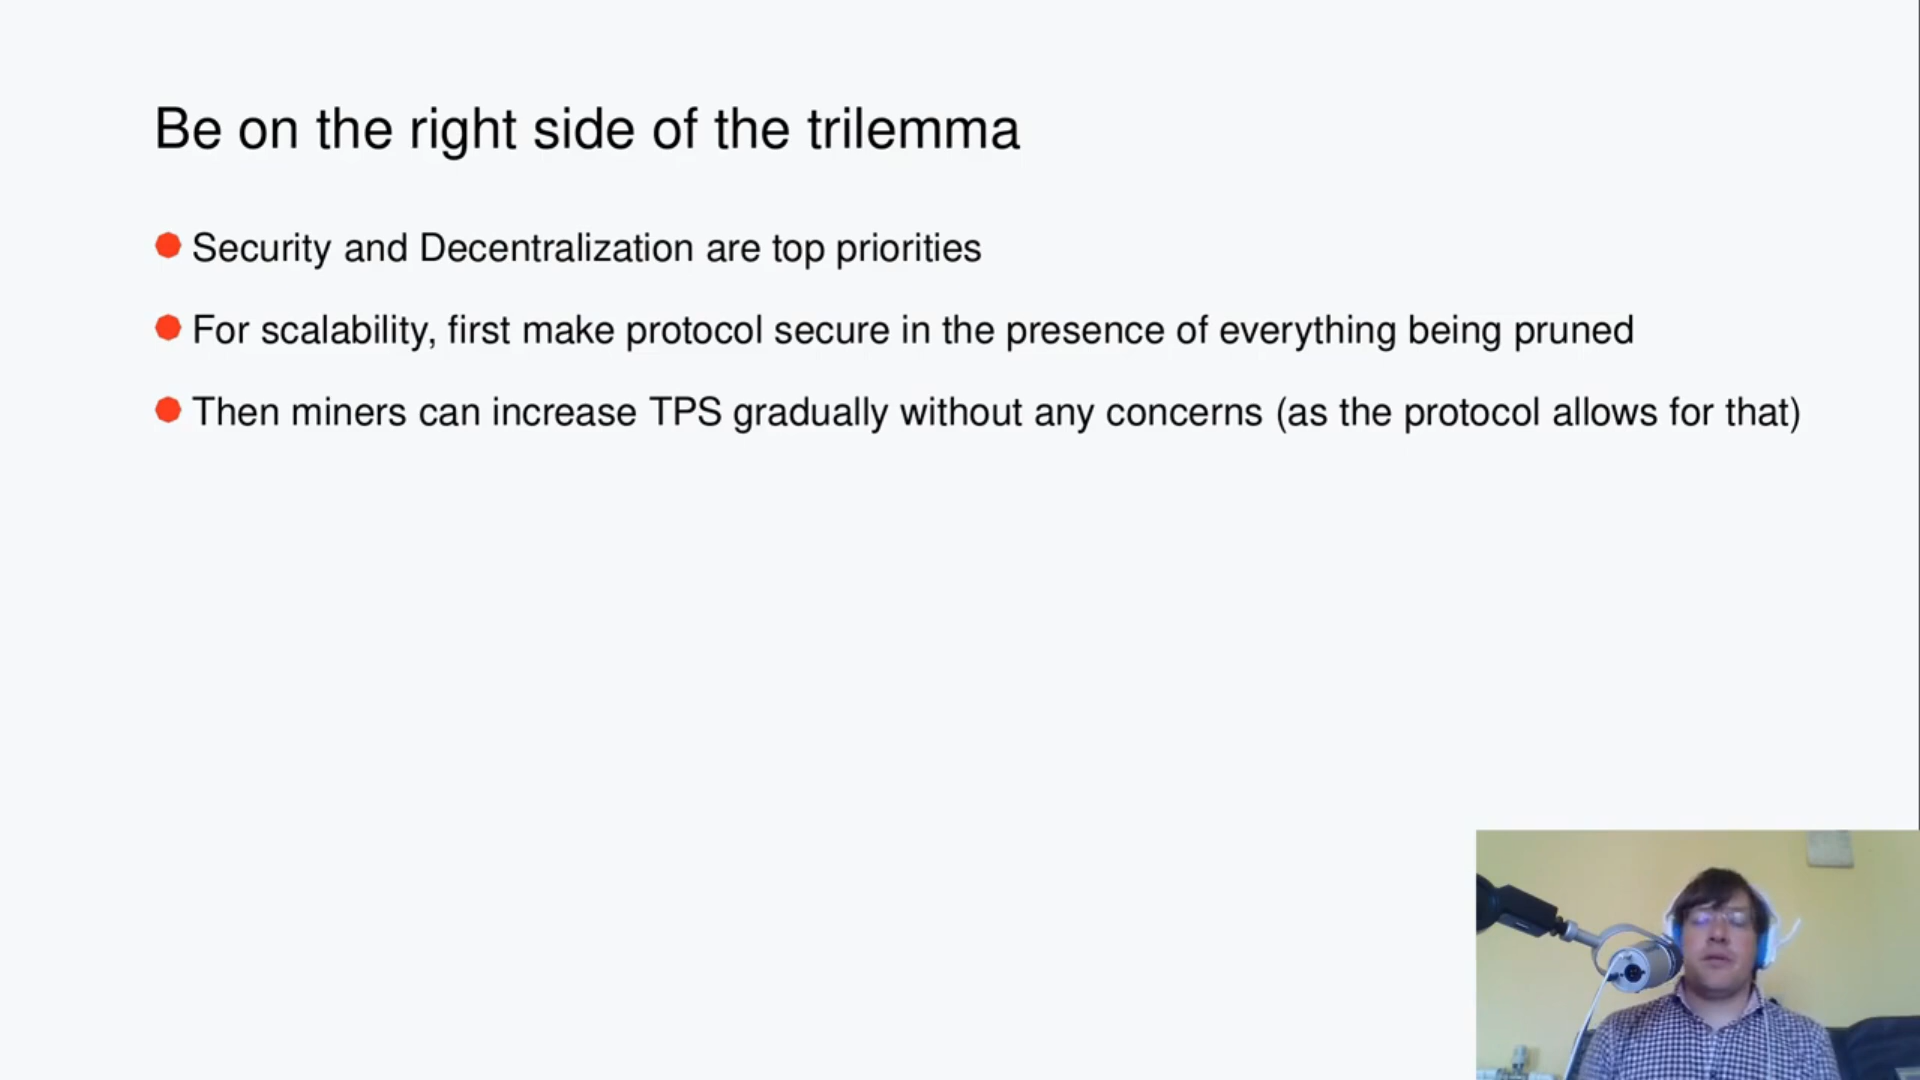 Be on the right side of the trilemma
Security and Decentralization are top priorities
For scalability, first make protocol secure in the presence of everything being pruned
Then miners can increase TPS gradually without any concerns (as the protocol allows for that)